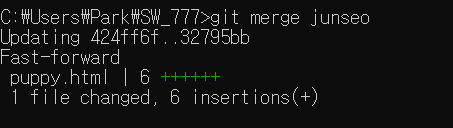 C:₩Users₩Park₩SW_777>git merge junseo
Updating 424ff6f..32795bb
Fast-forward
 puppy.html | 6 ++++++
 1 file changed, 6 insertions(+)